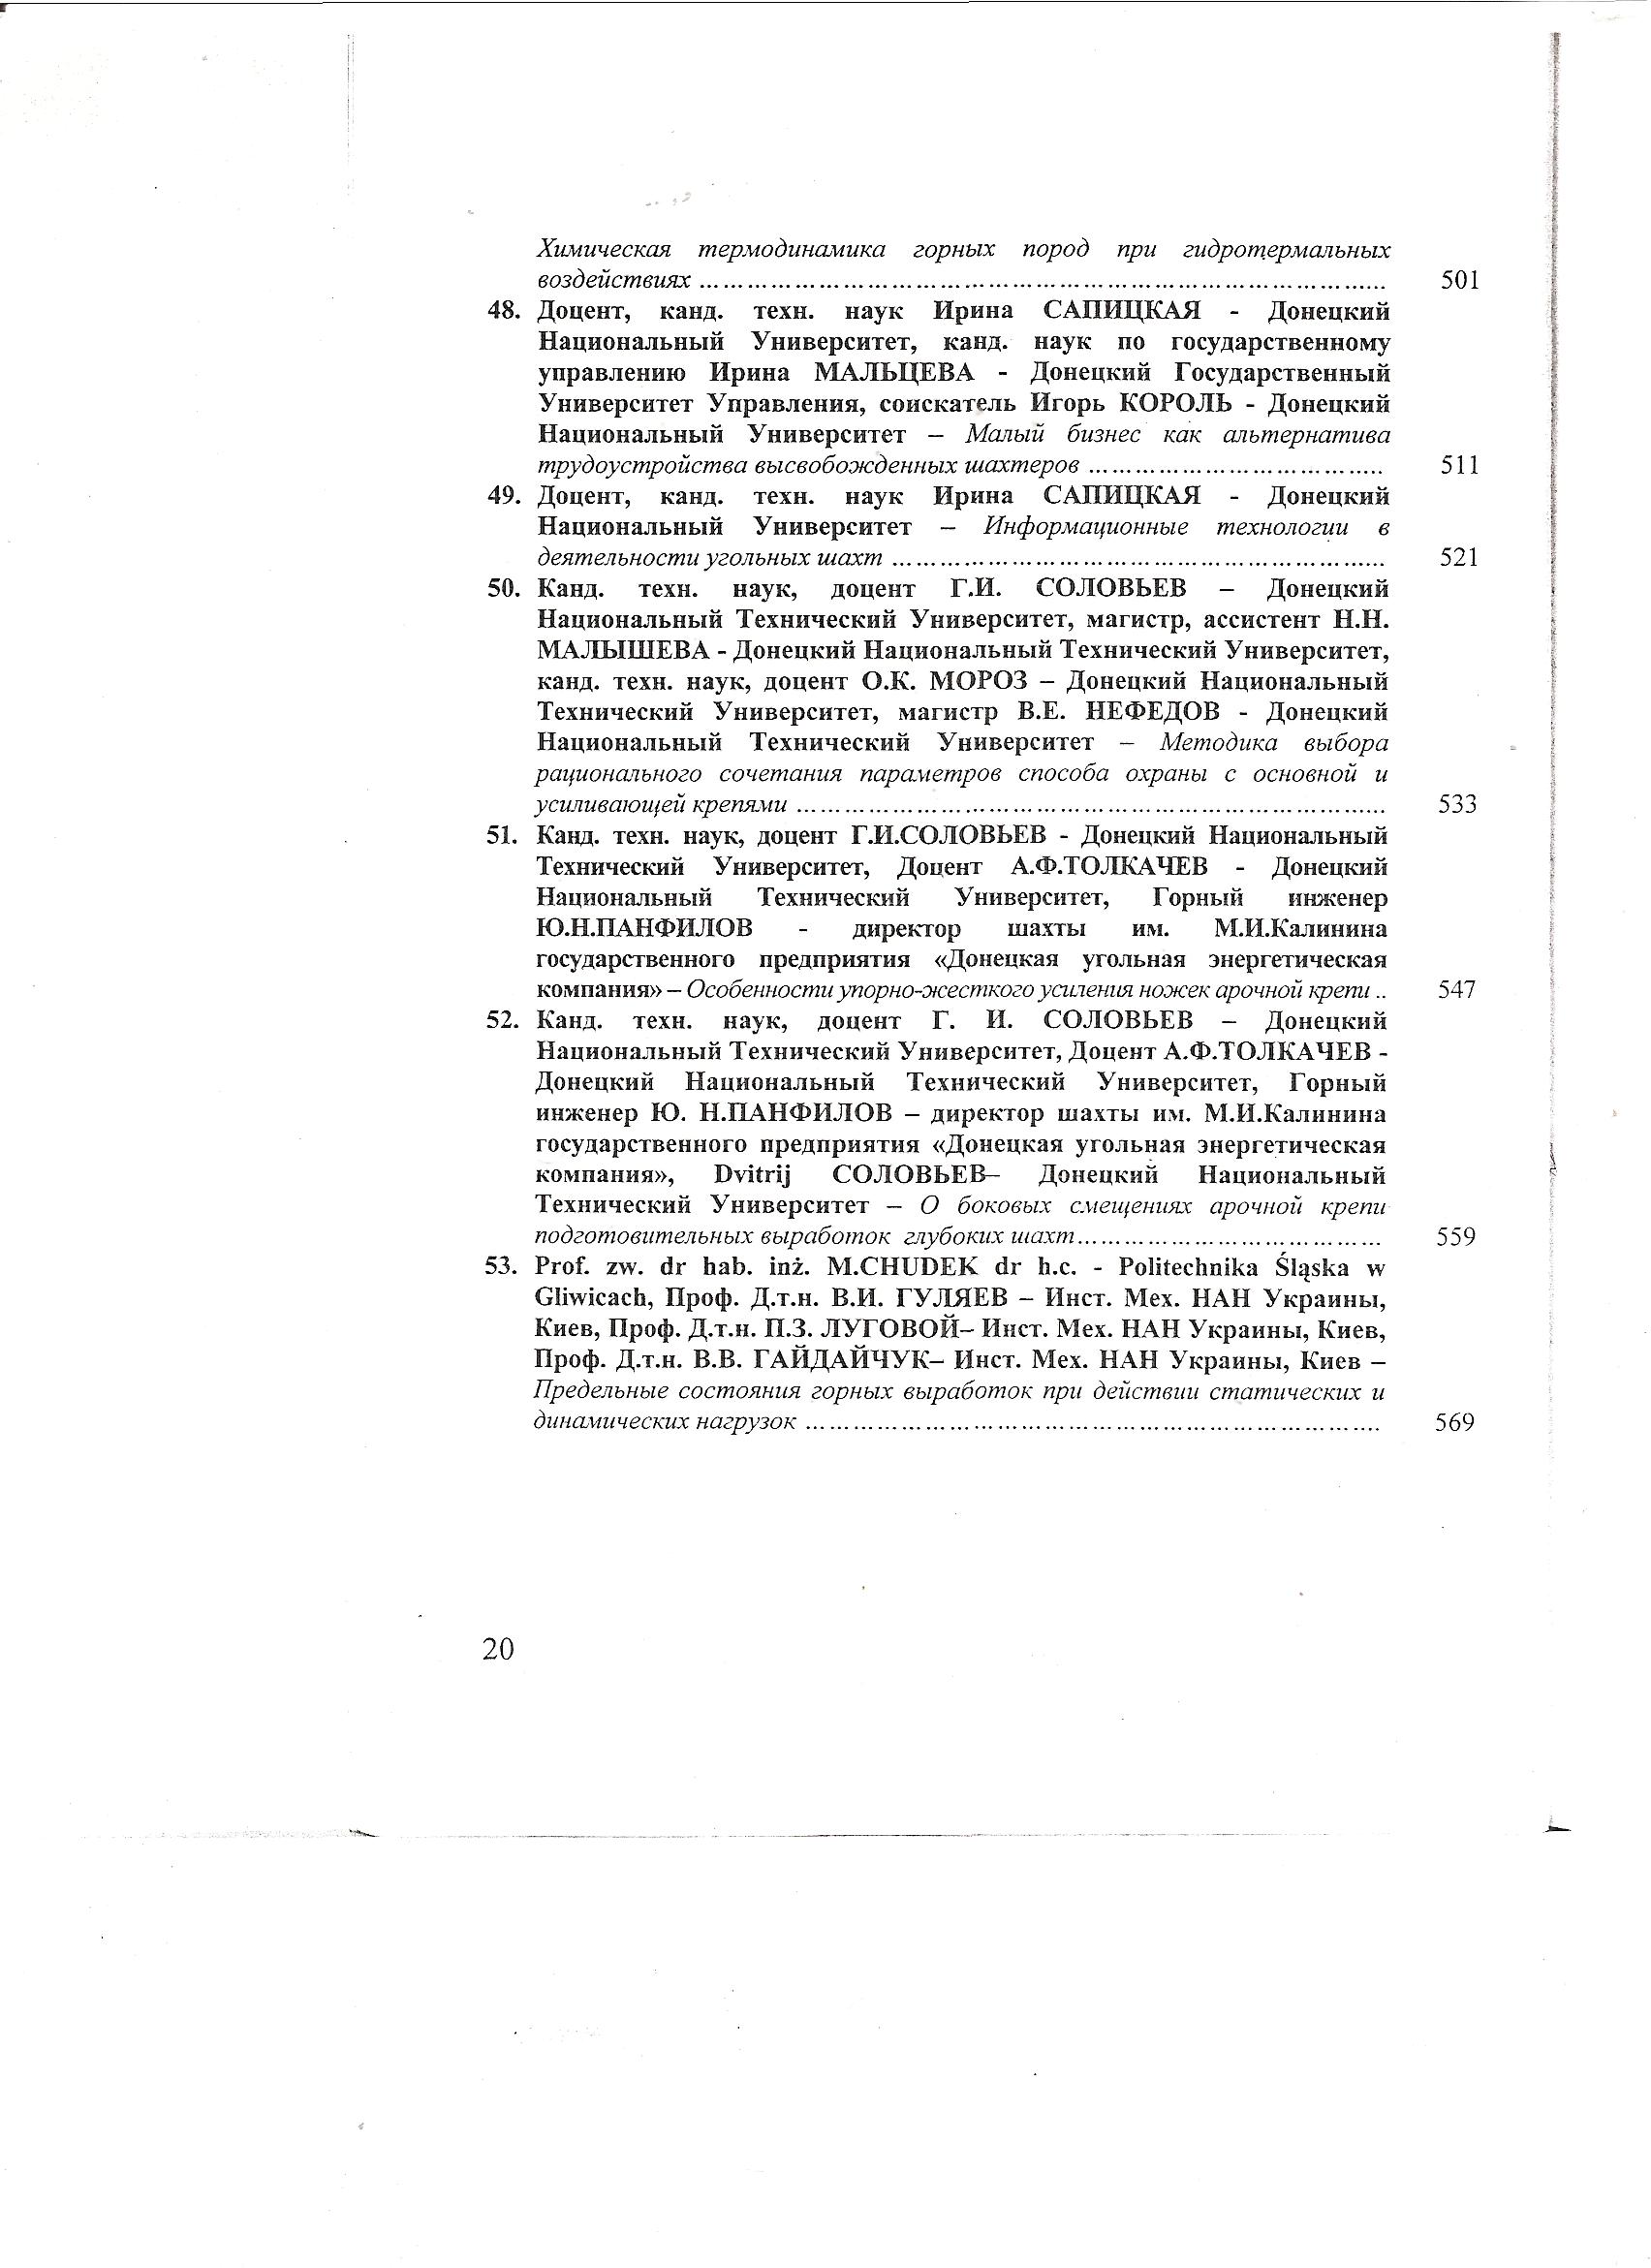 Химическая термодинамика горных пород при гидротермальных
воздействиях ........................................................................ 501
48. Доцент, канд. техн. наук Ирина САПИЦКАЯ - Донецкий
Национальный Университет, канд. наук по государственному
управлению Ирина МАЛЬЦЕВА - Донецкий Государственный
Университет Управления, соискатель Игорь КОРОЛЬ - Донецкий
Национальный Университет – Малый бизнес как альтернатива
трудоустройства высвобожденных шахтеров .................................. 511
49. Доцент, канд. техн. наук Ирина САПИЦКАЯ - Донецкий
Национальный Университет – Информационные технологии в
деятельности угольных шахт ........................................................ 521
50. Канд. техн. наук, доцент Г.И. СОЛОВЬЕВ – Донецкий
Национальный Технический Университет, магистр, ассистент Н.Н.
МАЛЫШЕВА - Донецкий Национальный Технический Университет,
канд. техн. наук, доцент О.К. МОРОЗ – Донецкий Национальный
Технический Университет, магистр В.Е. НЕФЕДОВ - Донецкий
Национальный Технический Университет – Методика выбора
рационального сочетания параметров способа охраны с основной и
усиливающей крепями .................................................................. 533
51. Канд. техн. наук, доцент Г.И.СОЛОВЬЕВ - Донецкий Национальный
Технический Университет, Доцент А.Ф.ТОЛКАЧЕВ - Донецкий
Национальный Технический Университет, Горный инженер
Ю.Н.ПАНФИЛОВ - директор шахты им. М.И.Калинина
государственного предприятия «Донецкая угольная энергетическая
компания» – Особенности упорно-жесткого усиления ножек арочной крепи .. 547
52. Канд. техн. наук, доцент Г. И. СОЛОВЬЕВ – Донецкий
Национальный Технический Университет, Доцент А.Ф.ТОЛКАЧЕВ -
Донецкий Национальный Технический Университет, Горный
инженер Ю. Н.ПАНФИЛОВ – директор шахты им. М.И.Калинина
государственного предприятия «Донецкая угольная энергетическая
компания», Dvitrij СОЛОВЬЕВ– Донецкий Национальный
Технический Университет – О боковых смещениях арочной крепи
подготовительных выработок глубоких шахт................................... 559
53. Prof. zw. dr hab. inż. M.CHUDEK dr h.c. - Politechnika Śląska w
Gliwicach, Проф. Д.т.н. В.И. ГУЛЯЕВ – Инст. Мех. НАН Украины,
Киев, Проф. Д.т.н. П.З. ЛУГОВОЙ– Инст. Мех. НАН Украины, Киев,
Проф. Д.т.н. В.В. ГАЙДАЙЧУК– Инст. Мех. НАН Украины, Киев –
Предельные состояния горных выработок при действии статических и
динамических нагрузок ................................................................. 569
20